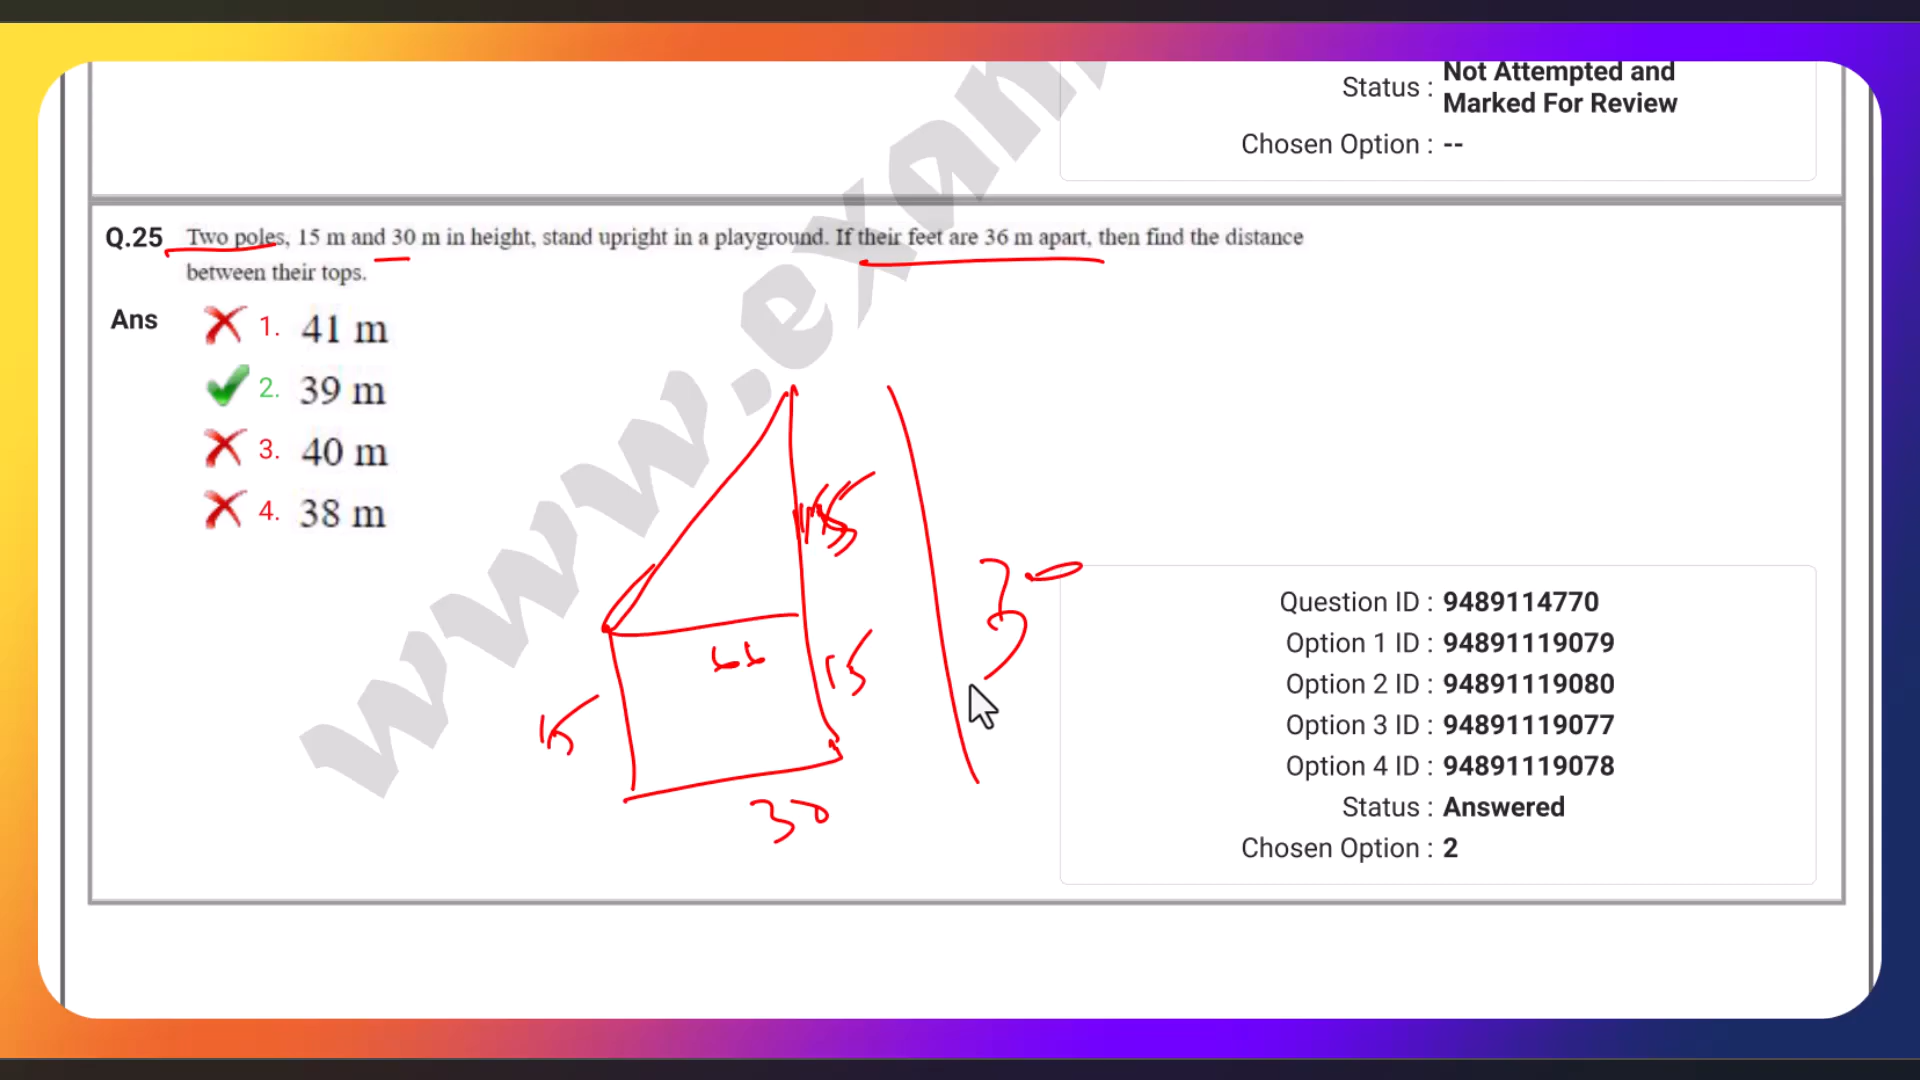 Status : Not Attempted and
Marked For Review
Chosen Option : --
Q.25 Two poles, 15 m and 30 m in height, stand upright in a playground. If their feet are 36 m apart, then find the distance
between their tops.
Ans
1. 41 m
2. 39 m
3. 40 m
4. 38 m
www.exam
15
30
15
15
30
Question ID : 9489114770
Option 1 ID : 94891119079
Option 2 ID : 94891119080
Option 3 ID : 94891119077
Option 4 ID : 94891119078
Status : Answered
Chosen Option : 2